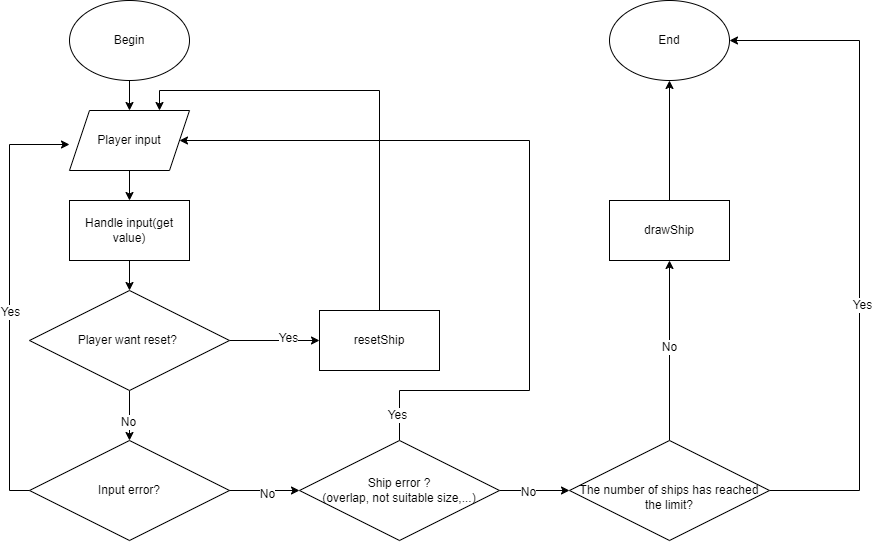 Begin
End
Player input
Handle input(get
value)
drawShip
Yes
Yes
Player want reset?
Yes
resetShip
No
No
Yes
Input error?
No
Ship error ?
(overlap, not suitable size,...)
No
The number of ships has reached
the limit?